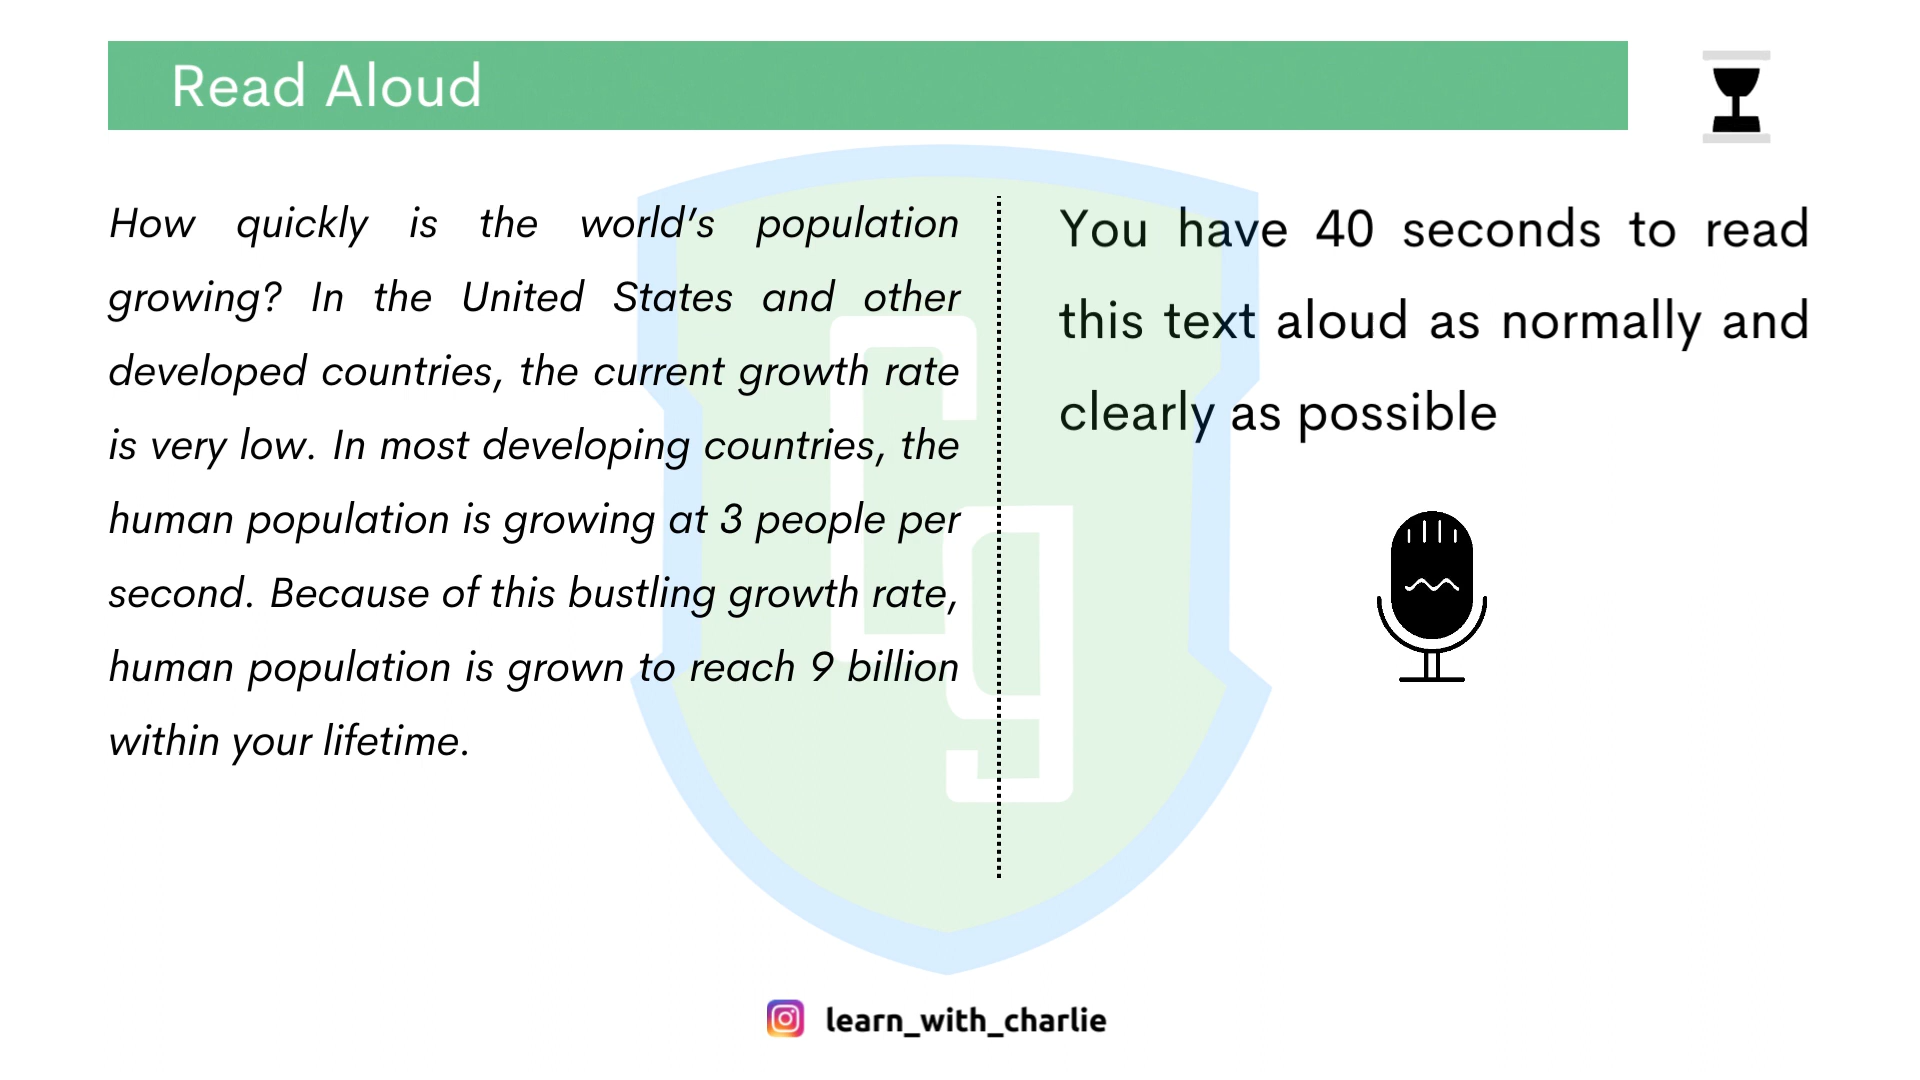 Read Aloud
How quickly is the world's population
growing? In the United States and other
developed countries, the current growth rate
is very low. In most developing countries, the
human population is growing at 3 people per
second. Because of this bustling growth rate,
human population is grown to reach 9 billion
within your lifetime.
You have 40 seconds to read
this text aloud as normally and
clearly as possible
Cg
learn_with_charlie